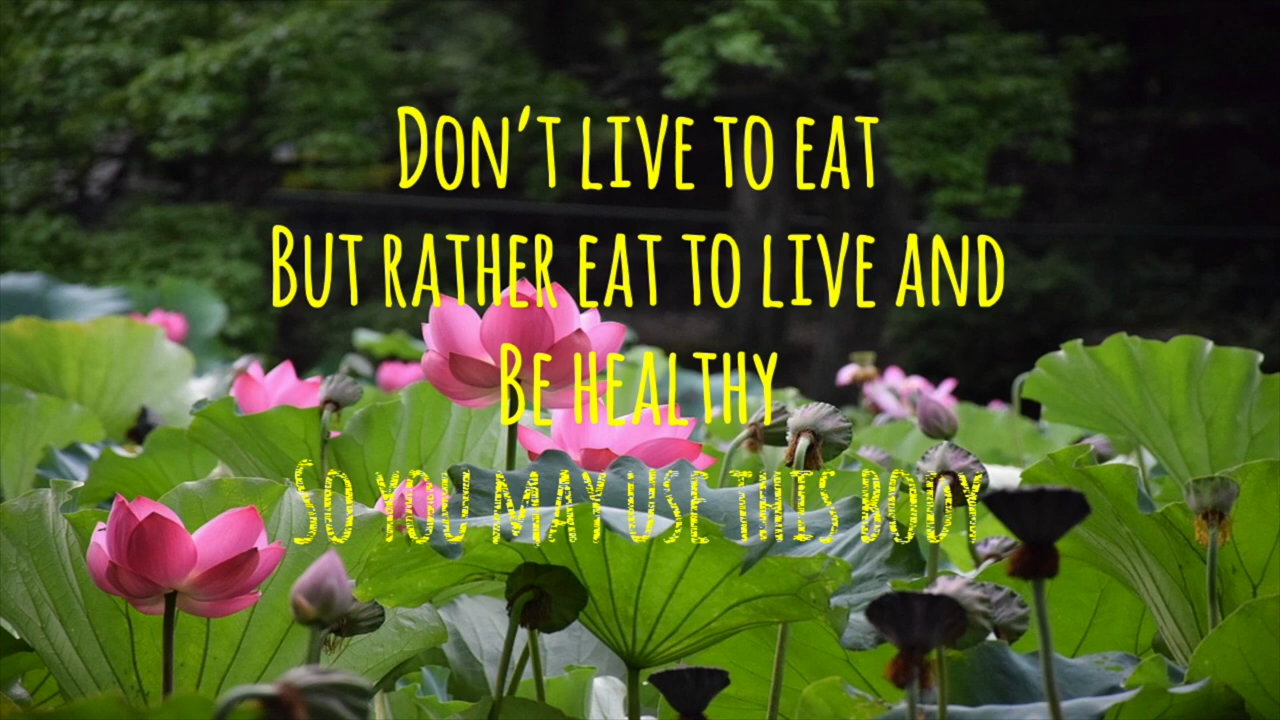 Don't live to eat
But rather eat to live and
Be healthy
So you may use this body